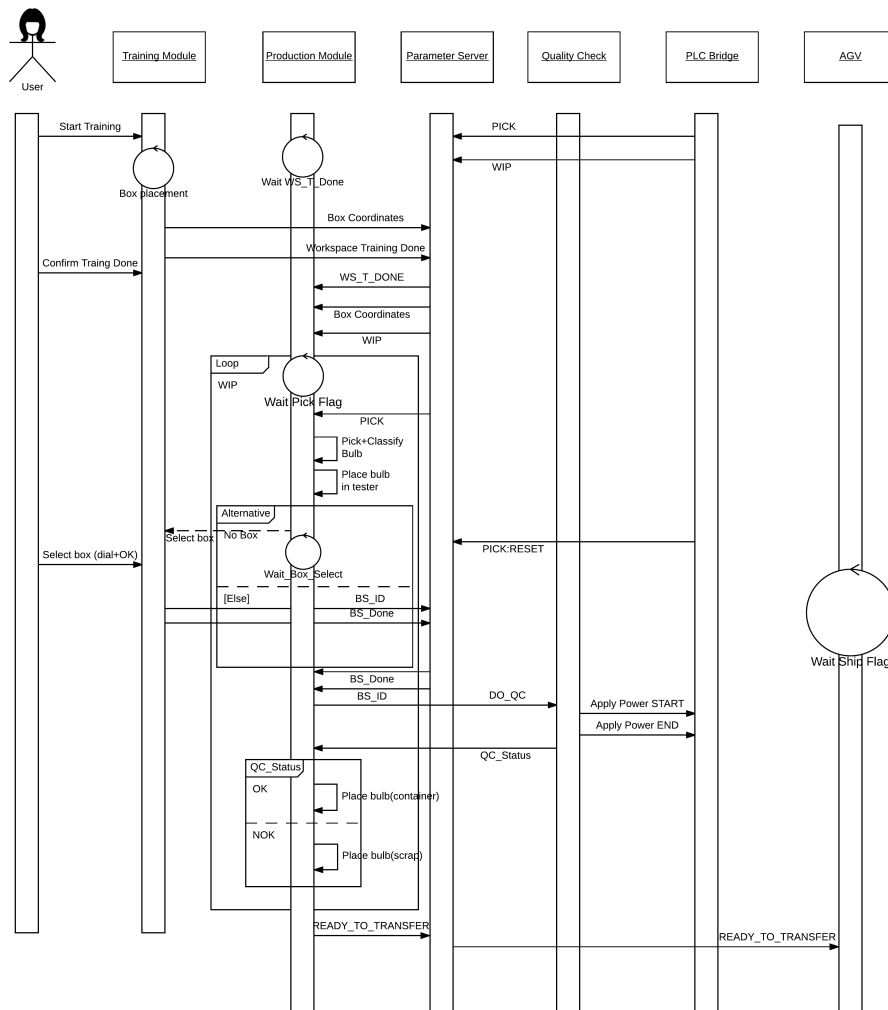 User
Training Module
Production Module
Parameter Server
Quality Check
PLC Bridge
AGV
Start Training
PICK
WIP
Box placement
Wait WS_T_Done
Box Coordinates
Workspace Training Done
Confirm Traing Done
WS_T_DONE
Box Coordinates
WIP
Loop
WIP
Wait Pick Flag
PICK
Pick+Classify
Bulb
Place bulb
in tester
Alternative
Select box
No Box
PICK:RESET
Select box (dial+OK)
Wait_Box_Select
[Else]
BS_ID
BS_Done
Wait Ship Flag
BS_Done
BS_ID
DO_QC
Apply Power START
Apply Power END
QC_Status
QC_Status
OK
Place bulb(container)
NOK
Place bulb(scrap)
READY_TO_TRANSFER
READY_TO_TRANSFER